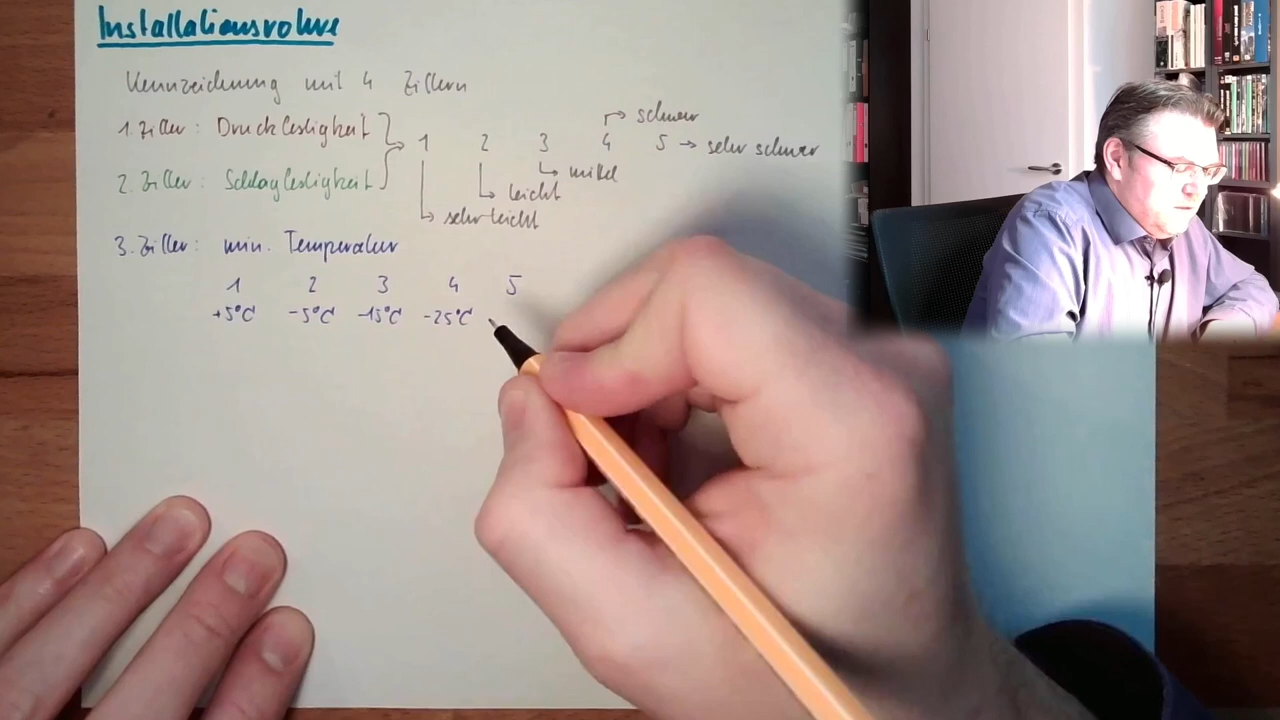 Installationsrohre
Kennzeichnung mit 4 Ziffern
1. Ziffer: Druckfestigkeit
2. Ziffer: Schlagfestigkeit
1 2 3 4 5
schwer
sehr schwer
mittel
leicht
sehr leicht
3. Ziffer: min. Temperatur
1 2 3 4 5
+5°C -5°C -15°C -25°C